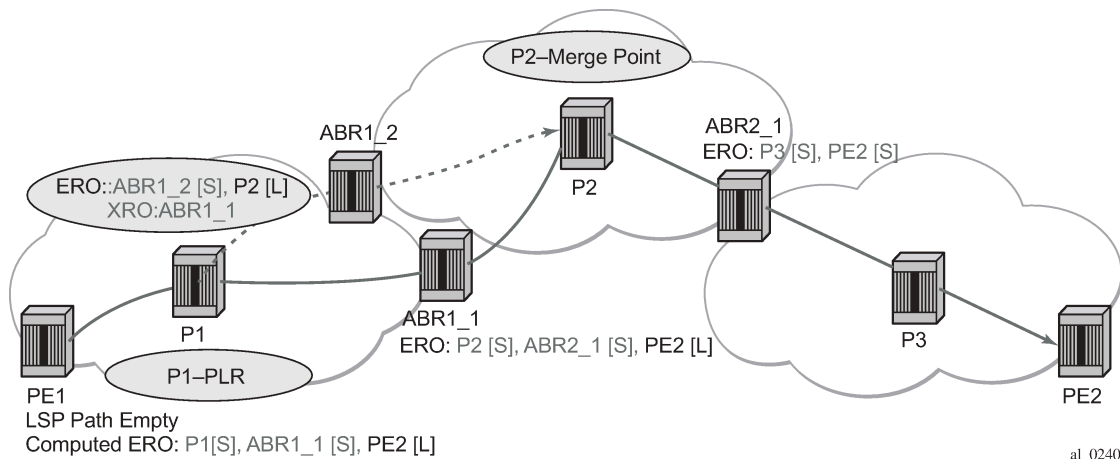 P2–Merge Point
ABR1_2
P2
ABR2_1
ERO: P3 [S], PE2 [S]
ERO::ABR1_2 [S], P2 [L]
XRO:ABR1_1
P1
ABR1_1
ERO: P2 [S], ABR2_1 [S], PE2 [L]
P3
P1–PLR
PE1
PE2
LSP Path Empty
Computed ERO: P1[S], ABR1_1 [S], PE2 [L]
al_0240